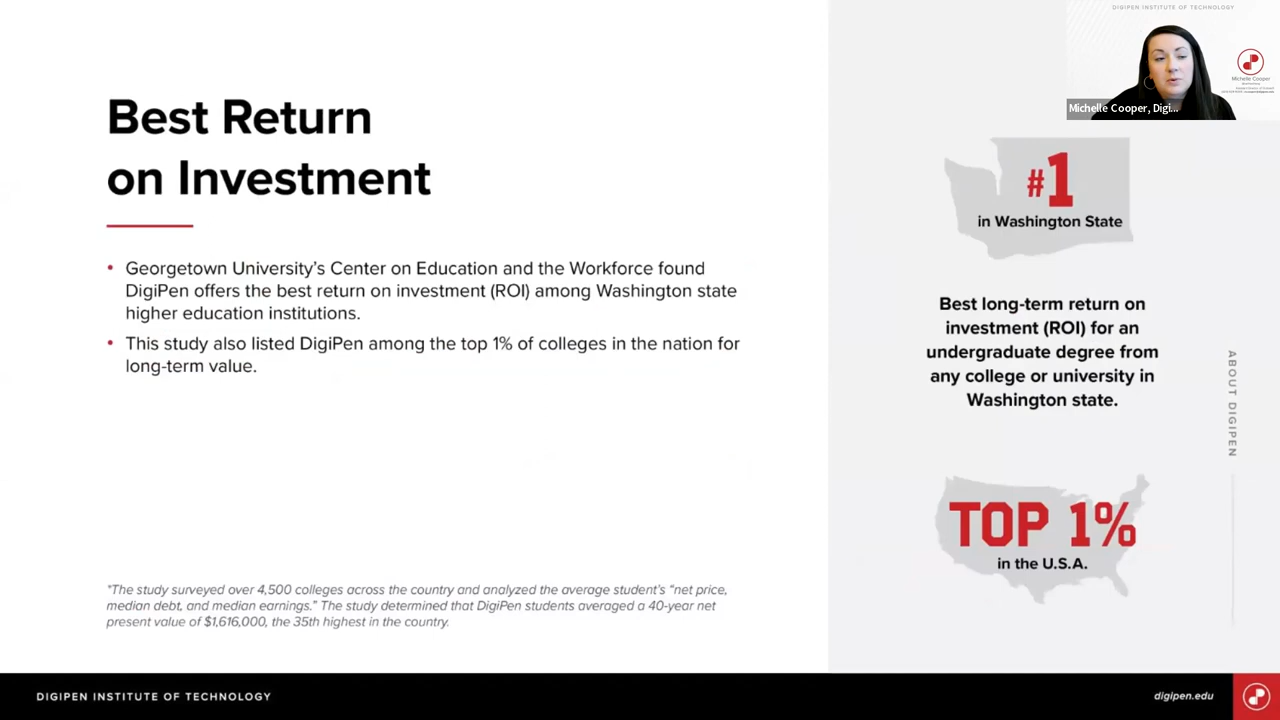 DIGIPEN INSTITUTE OF TECHNOLOGY
Michelle Cooper
Michelle Cooper, Digi...
Best Return
on Investment
• Georgetown University's Center on Education and the Workforce found
DigiPen offers the best return on investment (ROI) among Washington state
higher education institutions.
• This study also listed DigiPen among the top 1% of colleges in the nation for
long-term value.
*The study surveyed over 4,500 colleges across the country and analyzed the average student's “net price,
median debt, and median earnings.” The study determined that DigiPen students averaged a 40-year net
present value of $1,616,000, the 35th highest in the country.
#1
in Washington State
Best long-term return on
investment (ROI) for an
undergraduate degree from
any college or university in
Washington state.
TOP 1%
in the U.S.A.
ABOUT DIGIPEN
DIGIPEN INSTITUTE OF TECHNOLOGY
digipen.edu